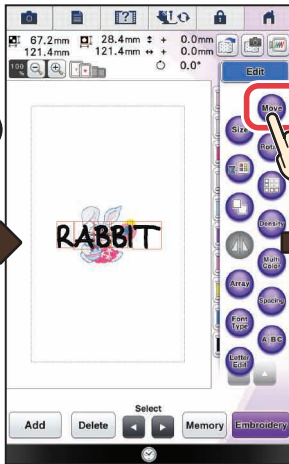 67.2mm 28.4mm ↕ + 0.0mm
121.4mm 121.4mm ↔ + 0.0mm
100 % 0.0°
Edit
Move
Size
Density
Multi Color
Array
Spacing
Font Type
ABC
Letter Edit
RABBIT
Select
Add Delete Memory Embroidery